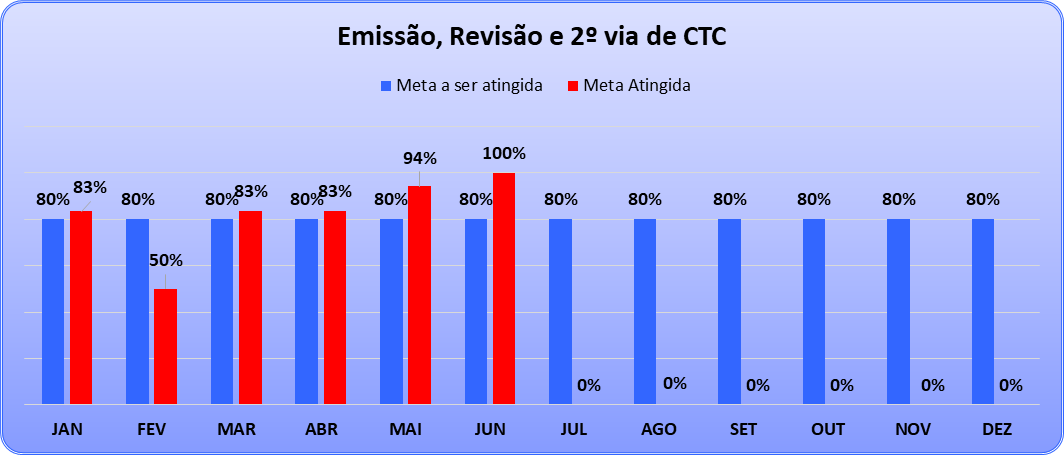 Emissão, Revisão e 2º via de CTC
Meta a ser atingida Meta Atingida
80% 83% 80% 50% 80% 83% 80% 83% 80% 94% 80% 100% 80% 0% 80% 0% 80% 0% 80% 0% 80% 0% 80% 0%
JAN FEV MAR ABR MAI JUN JUL AGO SET OUT NOV DEZ